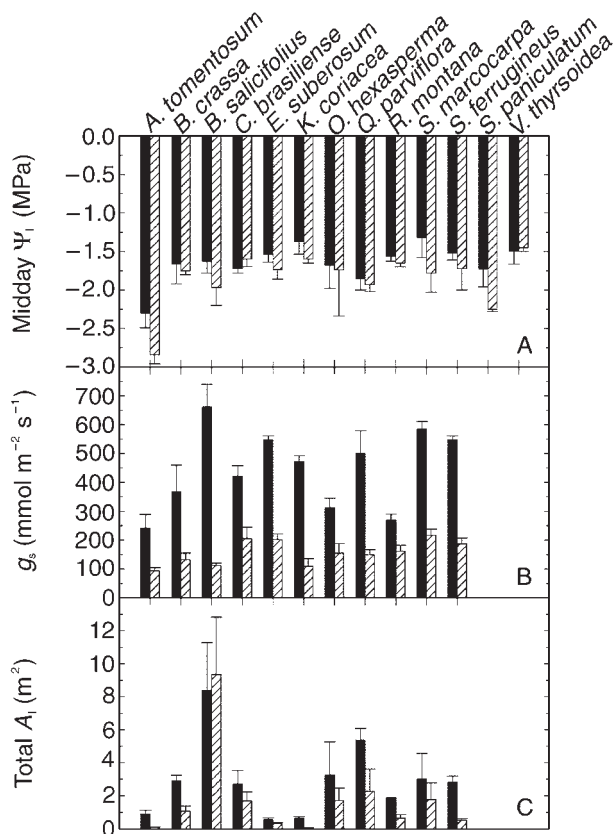 A. tomentosum
B. crassa
B. salicifolius
C. brasiliense
E. suberosum
K. coriacea
O. hexasperma
Q. parviflora
R. montana
S. marcocarpa
S. ferrugineus
S. paniculatum
V. thyrsoidea
0.0
−0.5
−1.0
−1.5
−2.0
−2.5
−3.0
Midday Ψl (MPa)
A
700
600
500
400
300
200
100
0
gs (mmol m−2 s−1)
B
12
10
8
6
4
2
0
Total Al (m2)
C